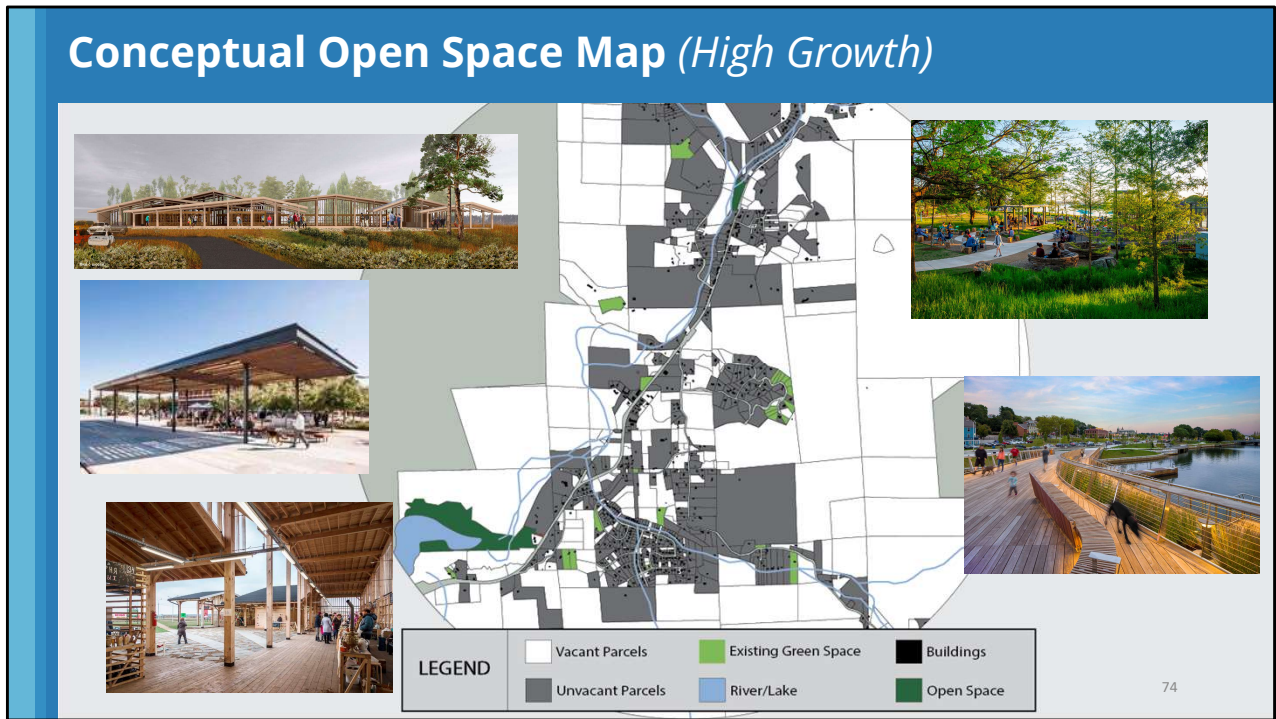 Conceptual Open Space Map (High Growth)
LEGEND
Vacant Parcels
Existing Green Space
Buildings
Unvacant Parcels
River/Lake
Open Space
74